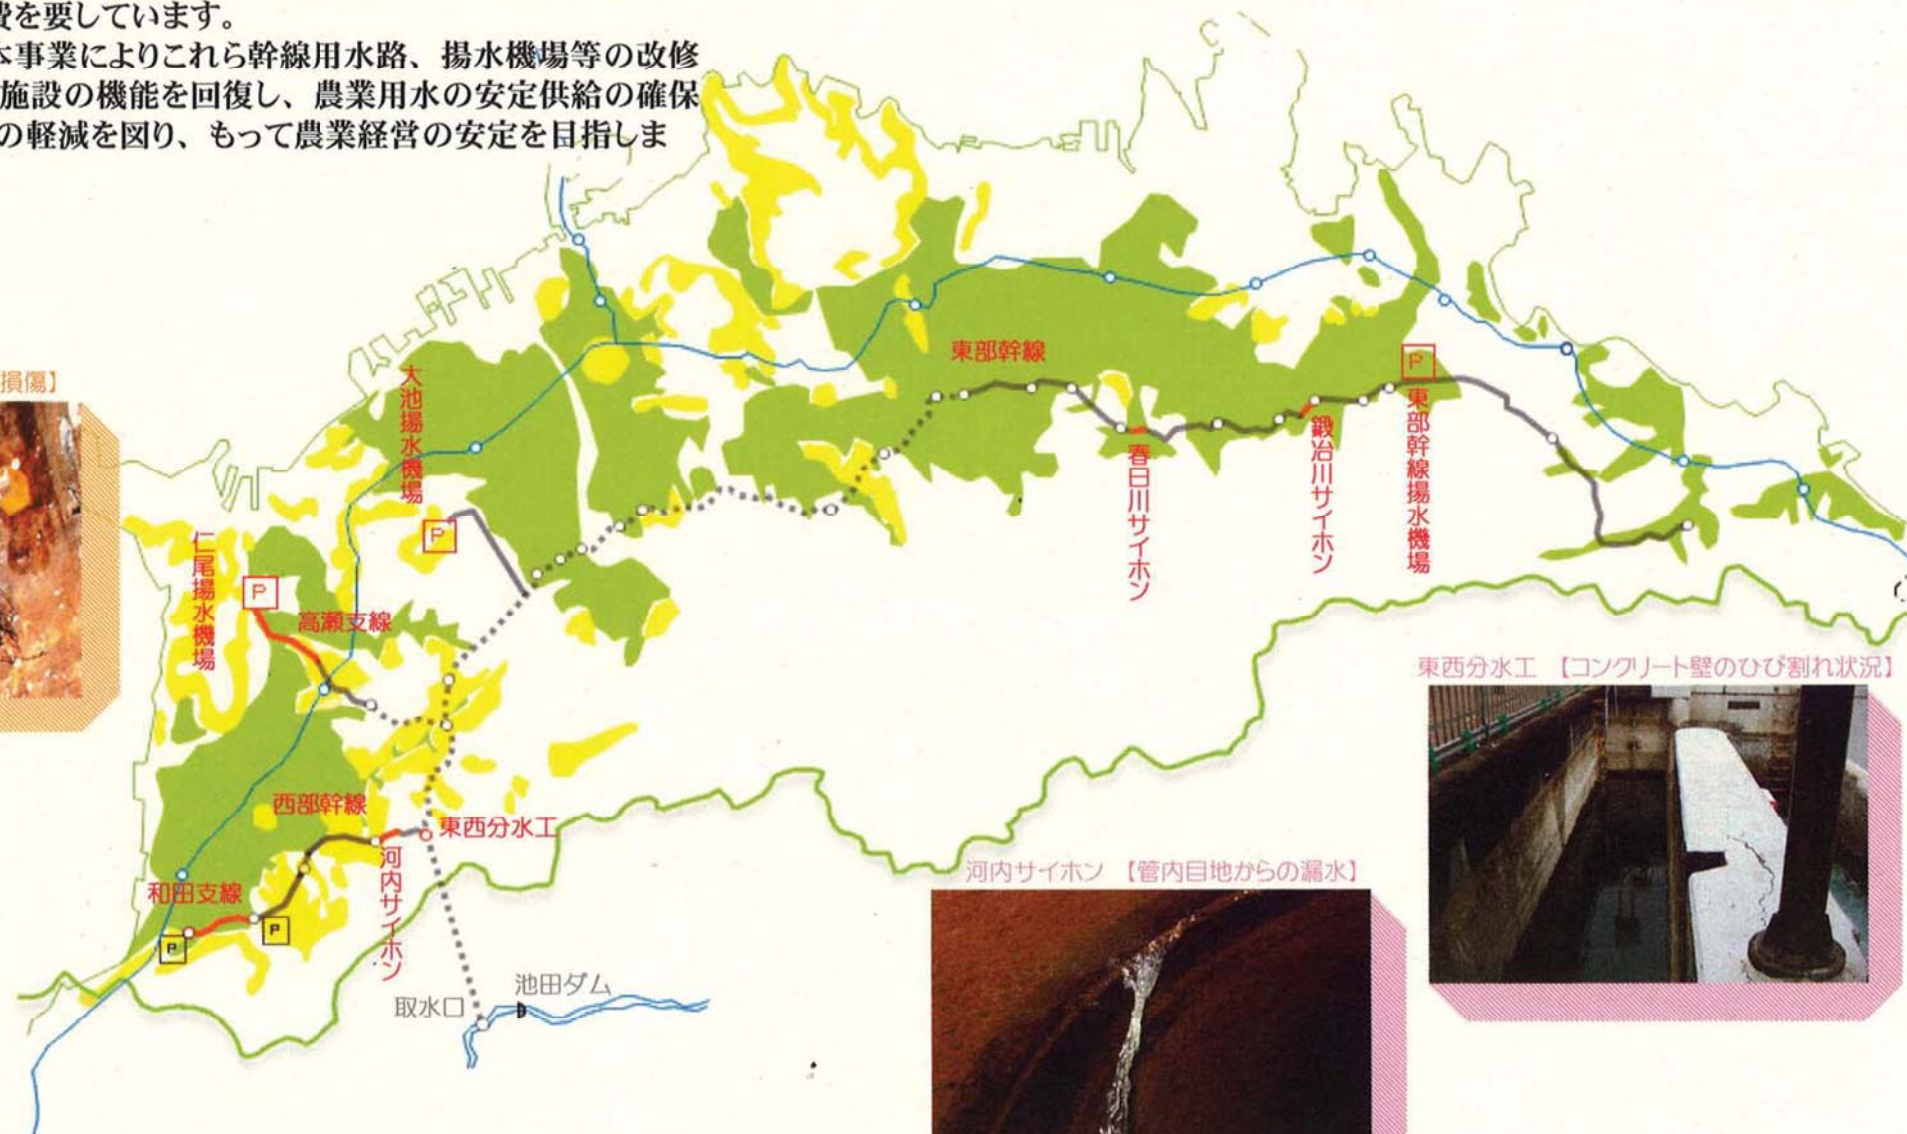 費を要しています。
本事業によりこれら幹線用水路、揚水機場等の改修
施設の機能を回復し、農業用水の安定供給の確保
の軽減を図り、もって農業経営の安定を目指しま
損傷】
大池揚水機場
P
東部幹線
P
東部幹線揚水機場
鍛冶川サイホン
春日川サイホン
仁尾揚水機場
P
高瀬支線
西部幹線
東西分水工
河内サイホン
和田支線
P
P
取水口
池田ダム
東西分水工 【コンクリート壁のひび割れ状況】
河内サイホン 【管内目地からの漏水】